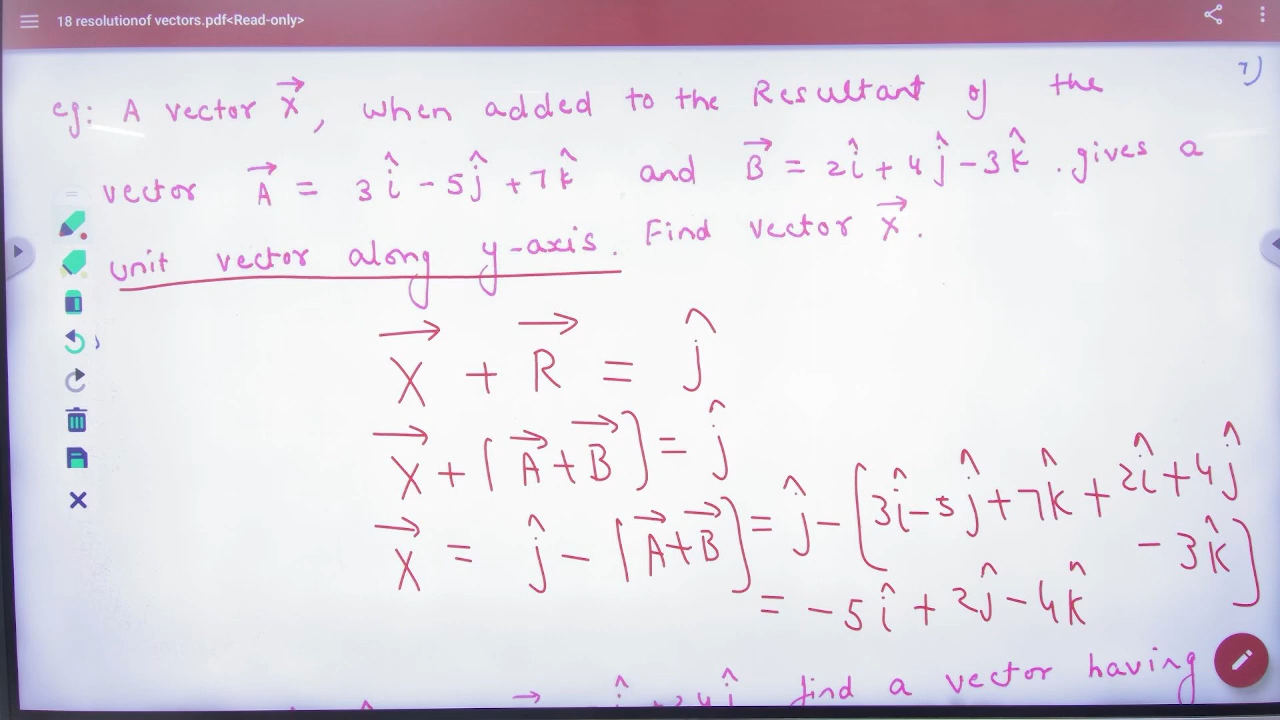 18 resolutionof vectors.pdf<Read-only>
7)
eg: A vector X⃗, when added to the Resultant of the
vector A⃗ = 3î - 5ĵ + 7k̂ and B⃗ = 2î + 4ĵ - 3k̂ . gives a
unit vector along y-axis. Find vector X⃗.
X⃗ + R⃗ = ĵ
X⃗ + [A⃗ + B⃗] = ĵ
X⃗ = ĵ - [A⃗ + B⃗] = ĵ - [3î - 5ĵ + 7k̂ + 2î + 4ĵ
- 3k̂]
= -5î + 2ĵ - 4k̂
find a vector having